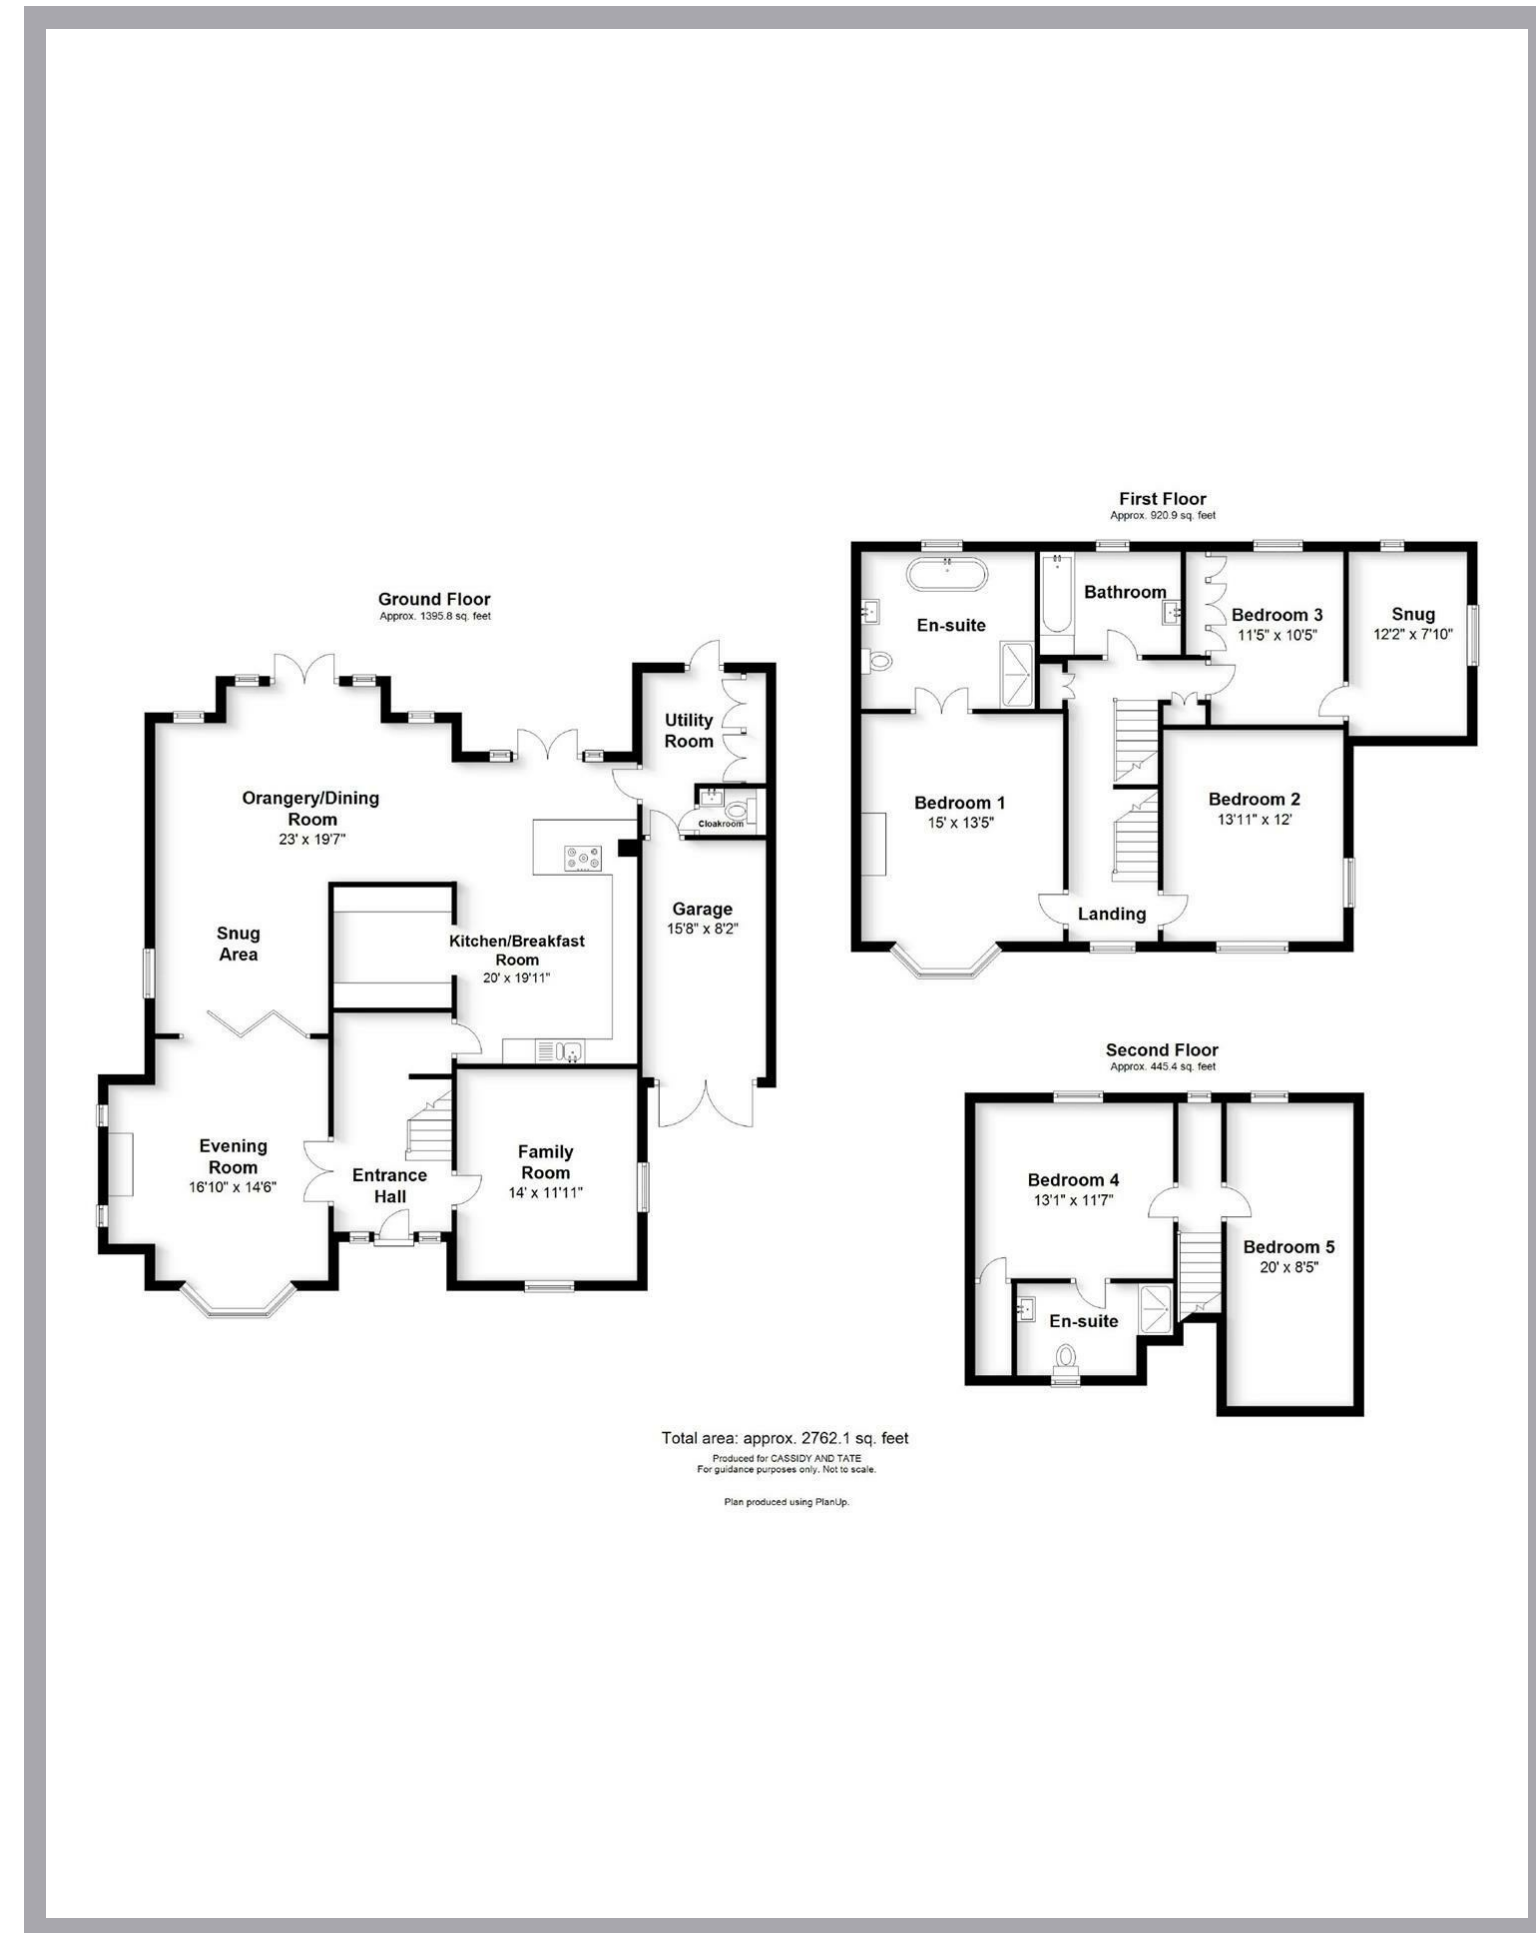 Ground Floor
Approx. 1395.8 sq. feet
Utility
Room
Orangery/Dining
Room
23' x 19'7"
Cloakroom
Snug
Area
Kitchen/Breakfast
Room
20' x 19'11"
Garage
15'8" x 8'2"
Evening
Room
16'10" x 14'6"
Entrance
Hall
Family
Room
14' x 11'11"
First Floor
Approx. 920.9 sq. feet
En-suite
Bathroom
Bedroom 3
11'5" x 10'5"
Snug
12'2" x 7'10"
Bedroom 1
15' x 13'5"
Bedroom 2
13'11" x 12'
Landing
Second Floor
Approx. 445.4 sq. feet
Bedroom 4
13'1" x 11'7"
Bedroom 5
20' x 8'5"
En-suite
Total area: approx. 2762.1 sq. feet
Produced for CASSIDY AND TATE
For guidance purposes only. Not to scale.
Plan produced using PlanUp.